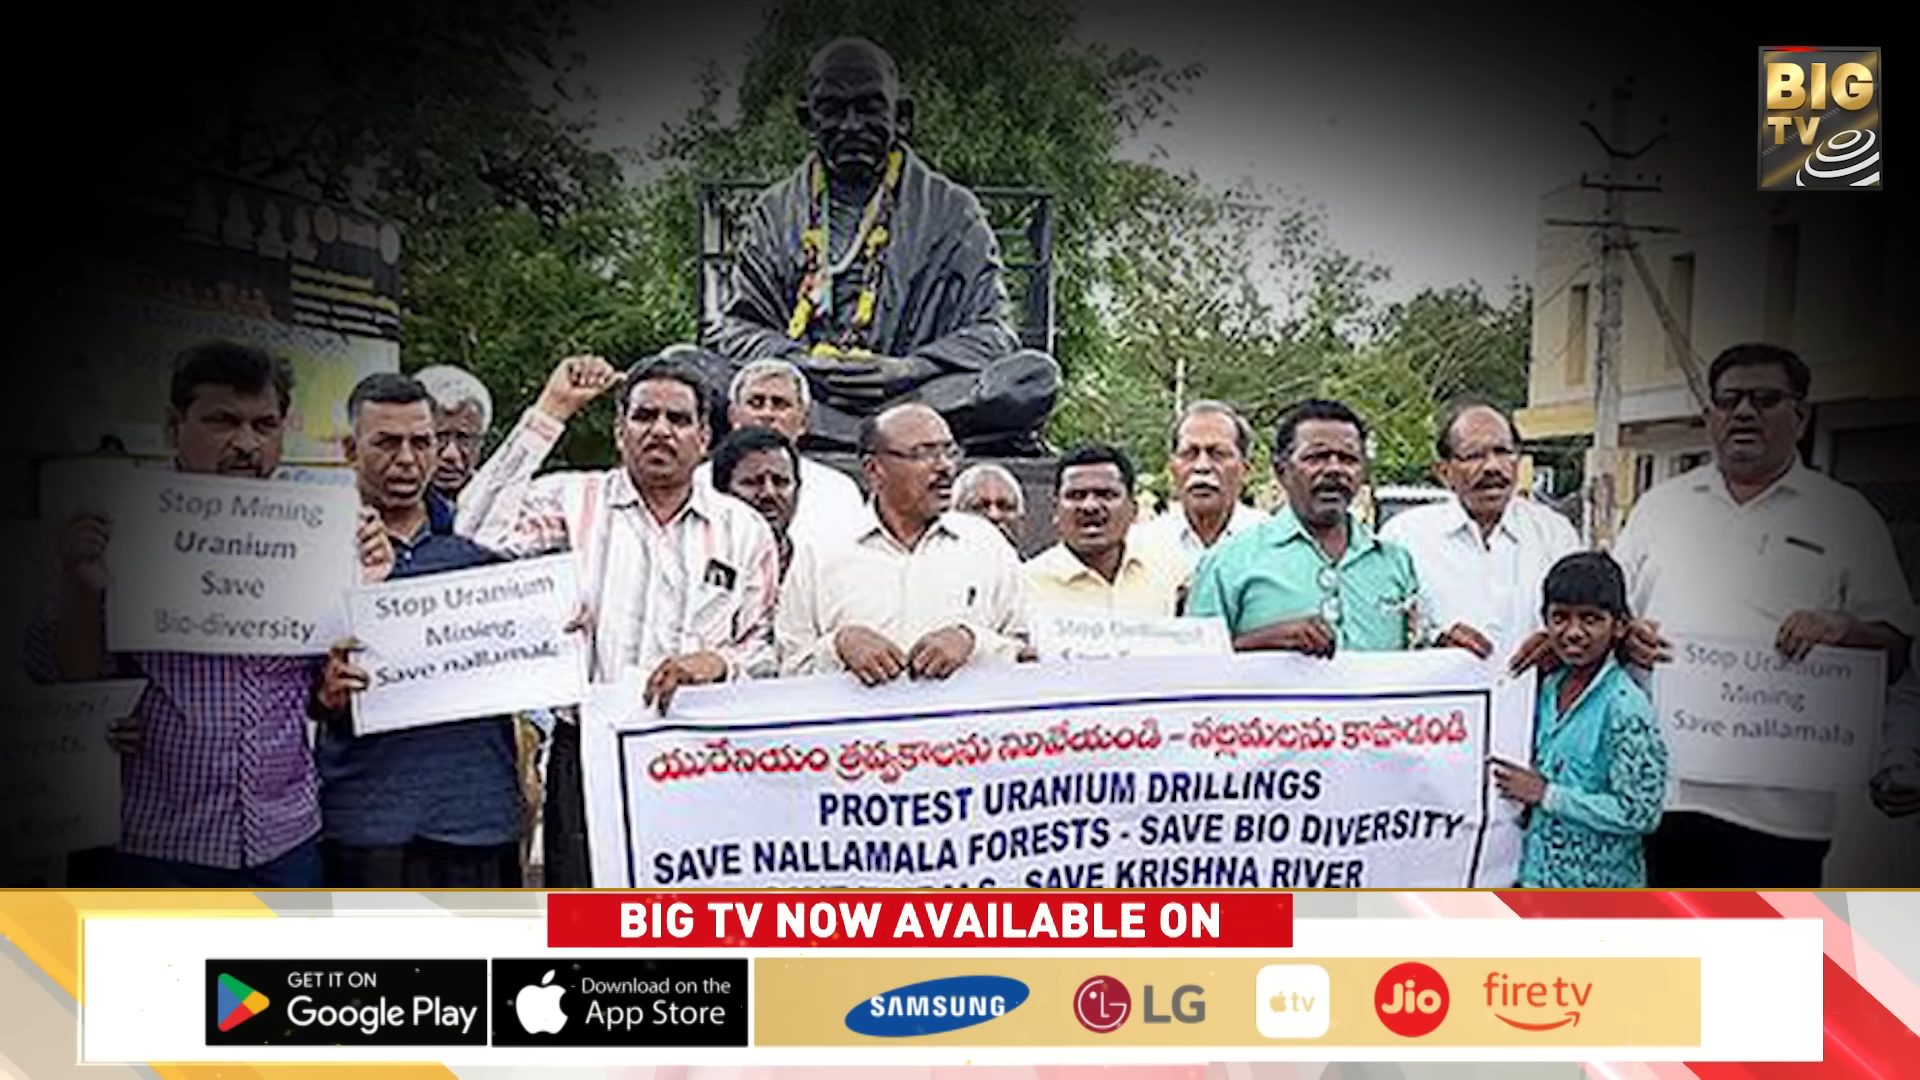 BIG
TV
Stop Mining
Uranium
Save
Bio-diversity
Stop Uranium
Mining
Save nallamala
Stop Uranium
Mining
Save nallamala
యురేనియం త్రవ్వకాలను నిలిపివేయండి - నల్లమలను కాపాడండి
PROTEST URANIUM DRILLINGS
SAVE NALLAMALA FORESTS - SAVE BIO DIVERSITY
SAVE KRISHNA RIVER
BIG TV NOW AVAILABLE ON
GET IT ON
Google Play
Download on the
App Store
SAMSUNG
LG
tv
Jio
fire tv